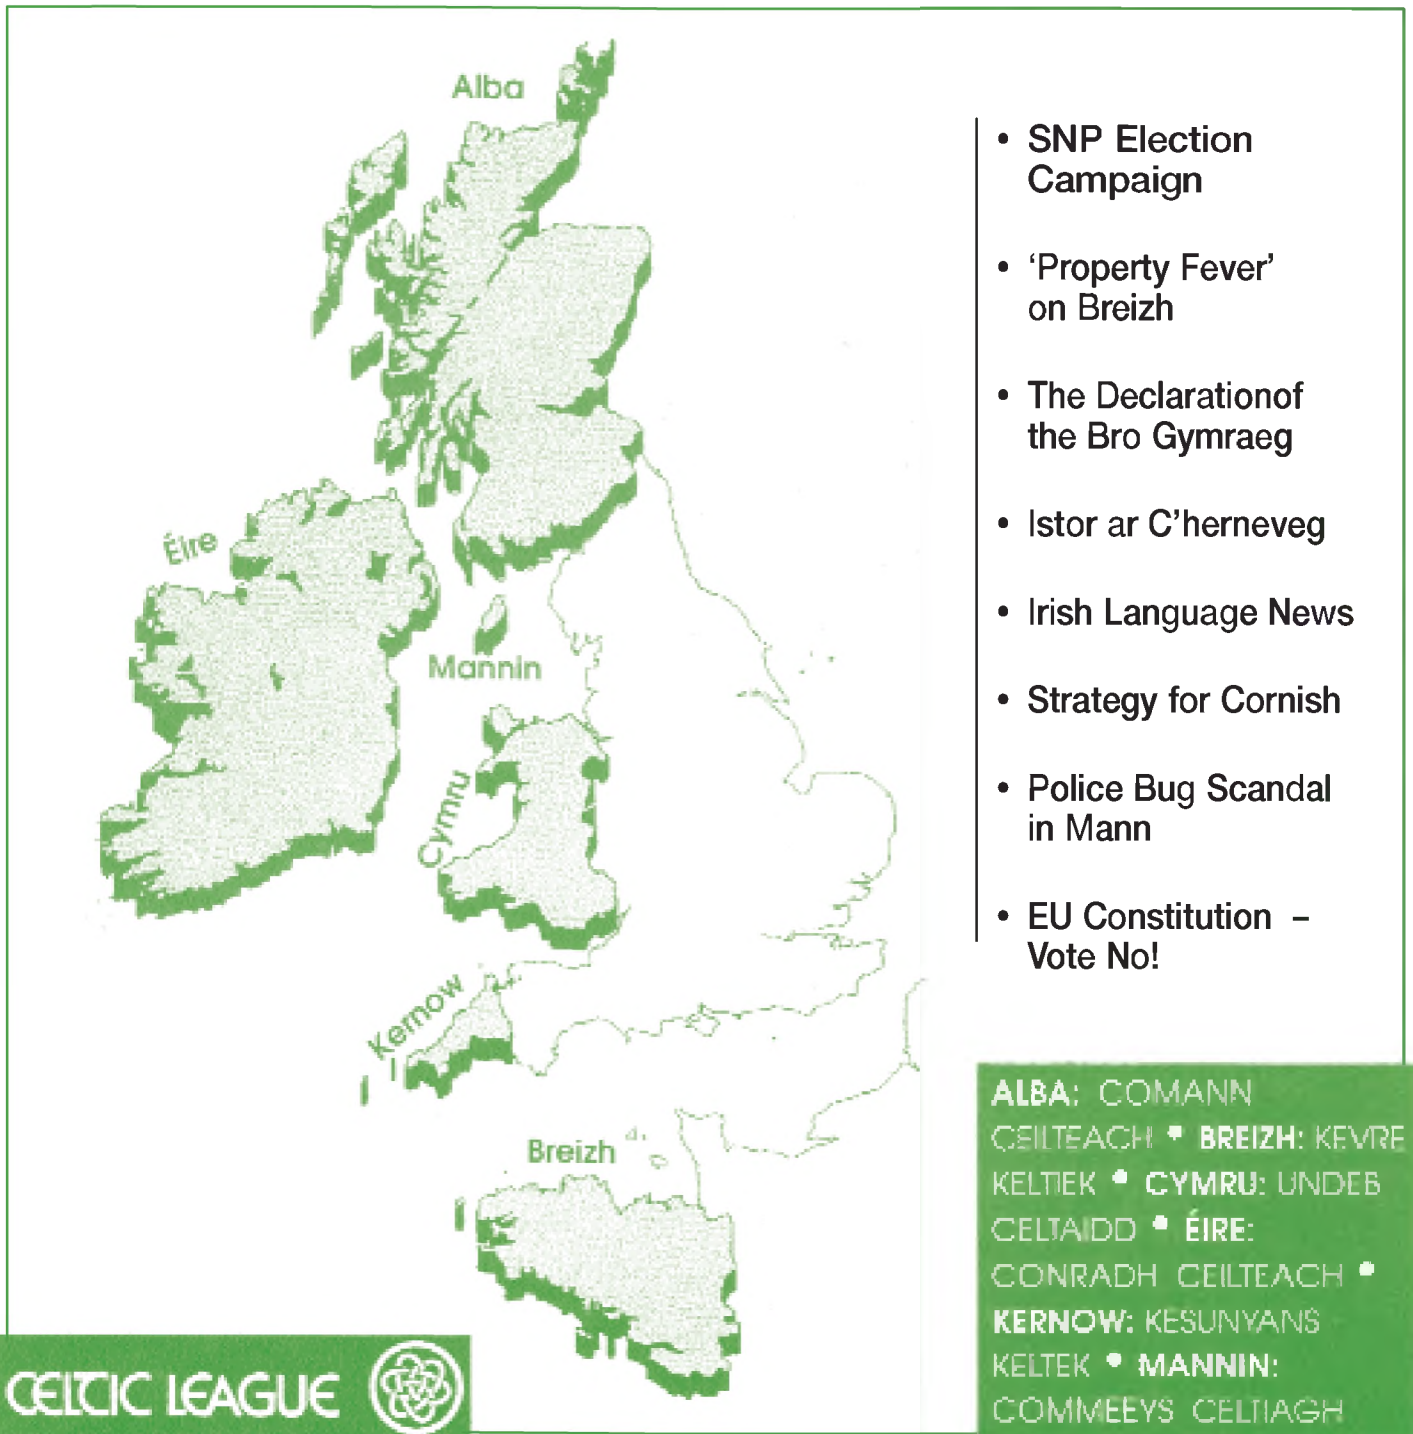 Alba
Éire
Mannin
Cymru
Kernow
Breizh
• SNP Election
Campaign
• ‘Property Fever’
on Breizh
• The Declarationof
the Bro Gymraeg
• Istor ar C’herneveg
• Irish Language News
• Strategy for Cornish
• Police Bug Scandal
in Mann
• EU Constitution –
Vote No!
ALBA: COMANN
CEILTEACH • BREIZH: KEVRE
KELTIEK • CYMRU: UNDEB
CELTAIDD • ÉIRE:
CONRADH CEILTEACH •
KERNOW: KESUNYANS
KELTEK • MANNIN:
COMMEEYS CELTIAGH
CELTIC LEAGUE